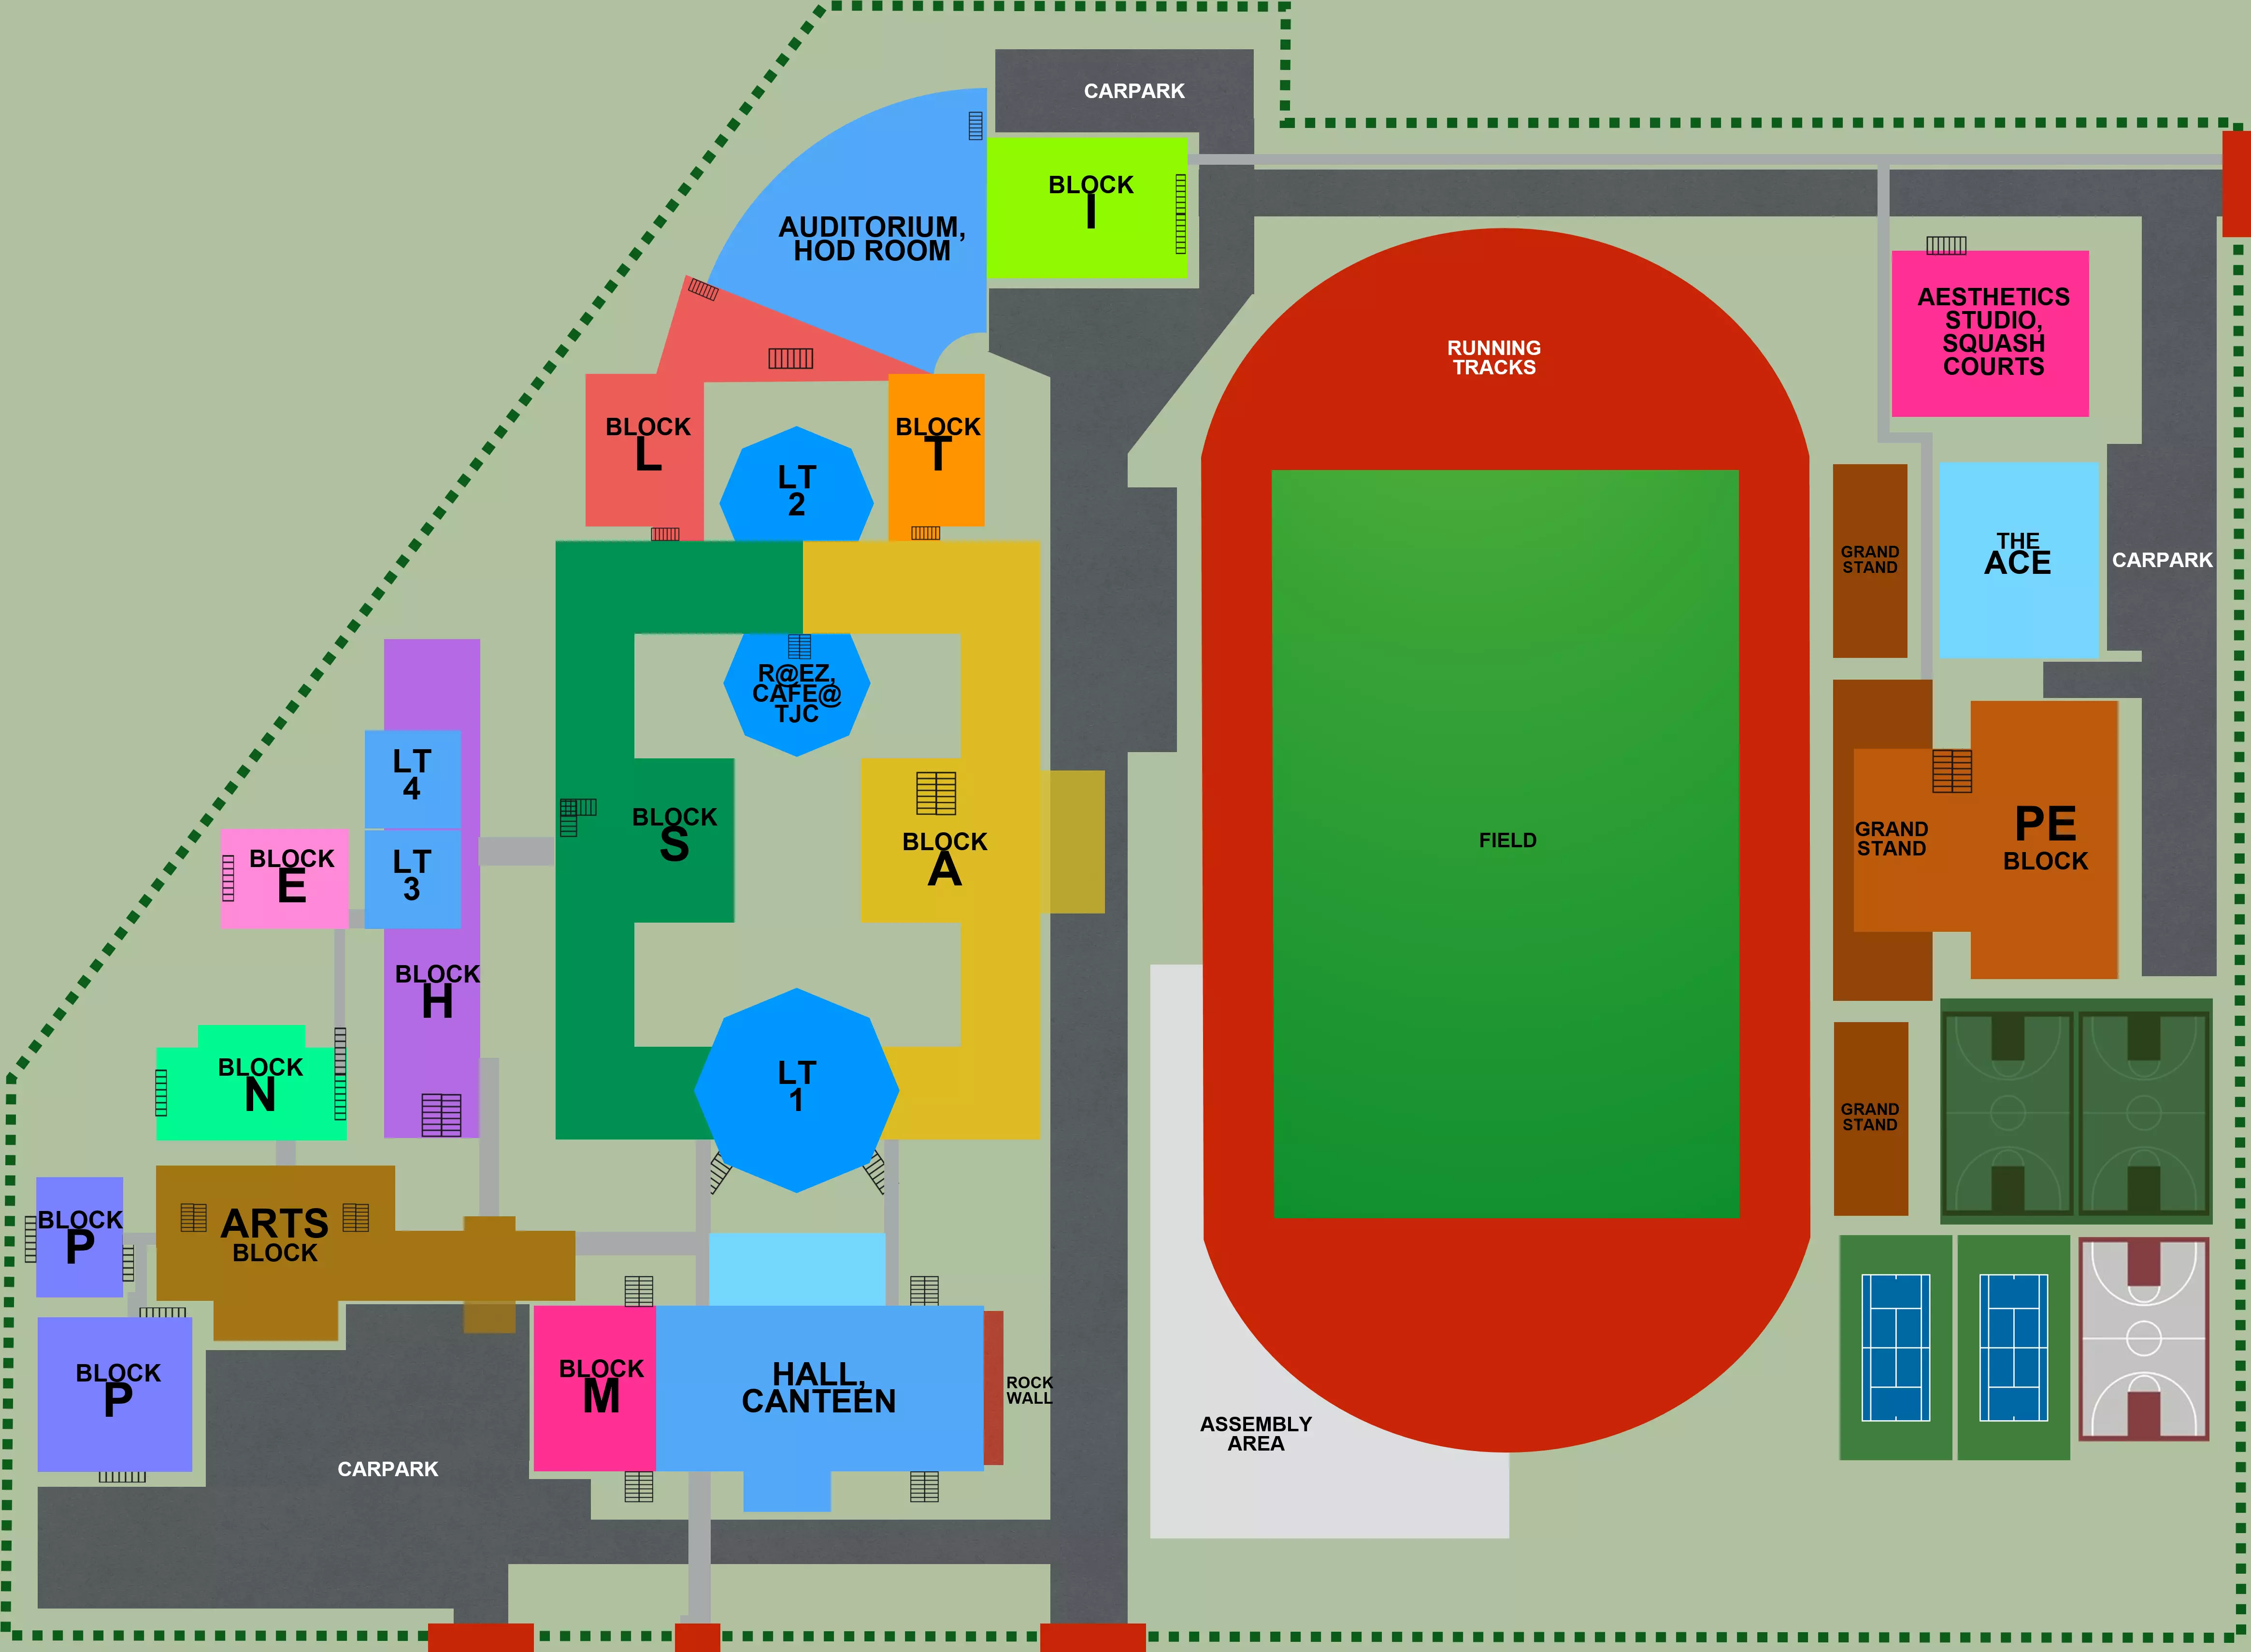 CARPARK
BLOCK
I
AUDITORIUM,
HOD ROOM
AESTHETICS
STUDIO,
SQUASH
COURTS
RUNNING
TRACKS
BLOCK
L
BLOCK
T
LT
2
GRAND
STAND
THE
ACE
CARPARK
R@EZ,
CAFE@
TJC
LT
4
BLOCK
S
BLOCK
A
FIELD
GRAND
STAND
PE
BLOCK
BLOCK
E
LT
3
BLOCK
H
BLOCK
N
LT
1
GRAND
STAND
BLOCK
P
ARTS
BLOCK
BLOCK
P
BLOCK
M
HALL,
CANTEEN
ROCK
WALL
ASSEMBLY
AREA
CARPARK